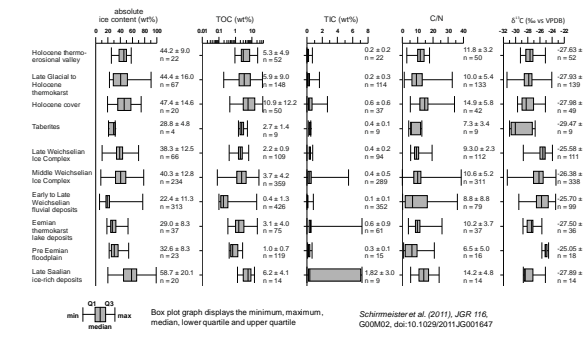 absolute
ice content (wt%) TOC (wt%) TIC (wt%) C/N δ¹³C (‰ vs VPDB)
0 20 40 60 80 100 0.01 0.1 1 10 0 2 4 6 8 0 10 20 30 40 -32 -28 -24 -22
Holocene thermo- 44.2 ± 9.0 5.3 ± 4.9 0.2 ± 0.2 11.8 ± 3.2 -27.63 ±
erosional valley n = 22 n = 52 n = 22 n = 50 n = 52
Late Glacial to
Holocene 44.4 ± 16.0 5.9 ± 9.0 0.2 ± 0.3 10.0 ± 5.4 -27.93 ±
thermokarst n = 67 n = 148 n = 114 n = 133 n = 139
Holocene cover 47.4 ± 14.6 10.9 ± 12.2 0.6 ± 0.6 14.9 ± 5.8 -27.98 ±
n = 20 n = 50 n = 37 n = 42 n = 49
Taberites 28.8 ± 4.8 2.7 ± 1.4 0.4 ± 0.1 7.3 ± 3.4 -29.47 ±
n = 4 n = 9 n = 9 n = 9 n = 9
Late Weichselian 38.3 ± 12.5 2.2 ± 0.9 0.4 ± 0.2 9.3.0 ± 2.3 -25.58 ±
Ice Complex n = 66 n = 109 n = 94 n = 112 n = 111
Middle Weichselian 40.3 ± 12.8 3.7 ± 4.2 0.4 ± 0.5 10.6 ± 5.2 -26.38 ±
Ice Complex n = 234 n = 359 n = 289 n = 311 n = 338
Early to Late
Weichselian 22.4 ± 11.3 0.4 ± 1.3 0.1 ± 0.1 8.8 ± 8.8 -25.70 ±
fluvial deposits n = 313 n = 426 n = 352 n = 79 n = 99
Eemian
thermokarst 29.0 ± 8.3 3.1 ± 4.0 0.6 ± 0.9 10.2 ± 3.7 -27.50 ±
lake deposits n = 37 n = 75 n = 61 n = 37 n = 36
Pre Eemian 32.6 ± 8.3 1.0 ± 0.7 0.3 ± 0.1 6.5 ± 5.0 -25.05 ±
floodplain n = 23 n = 119 n = 15 n = 16 n = 18
Late Saalian 58.7 ± 20.1 6.2 ± 4.1 1,82 ± 3.0 14.2 ± 4.8 -27.89 ±
ice-rich deposits n = 20 n = 14 n = 9 n = 14 n = 14
Q1 Q3
min max
median
Box plot graph displays the minimum, maximum,
median, lower quartile and upper quartile
Schirrmeister et al. (2011), JGR 116,
G00M02, doi:10.1029/2011JG001647